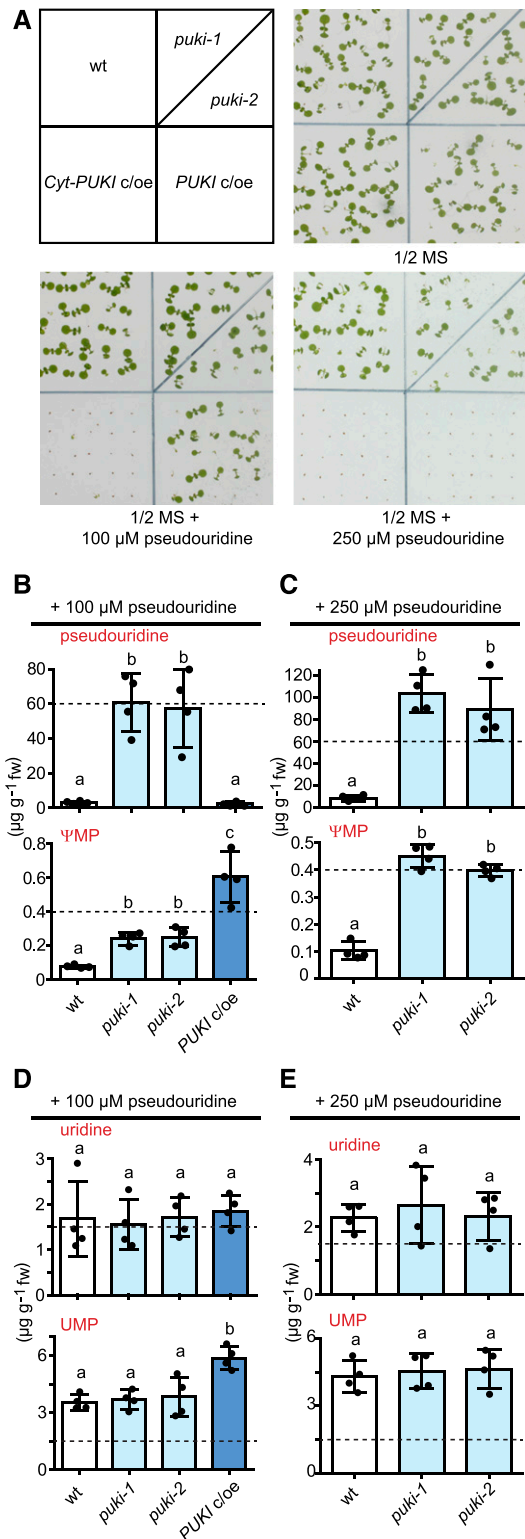 A
wt
puki-1
puki-2
Cyt-PUKI c/oe
PUKI c/oe
1/2 MS
1/2 MS +
100 µM pseudouridine
1/2 MS +
250 µM pseudouridine
B
+ 100 µM pseudouridine
pseudouridine
80
60
40
20
0
a
b
b
a
(µg g⁻¹ fw)
ΨMP
0.8
0.6
0.4
0.2
0
a
b
b
c
wt
puki-1
puki-2
PUKI c/oe
C
+ 250 µM pseudouridine
pseudouridine
120
100
80
60
40
20
0
a
b
b
(µg g⁻¹ fw)
ΨMP
0.5
0.4
0.3
0.2
0.1
0
a
b
b
wt
puki-1
puki-2
D
+ 100 µM pseudouridine
uridine
3
2
1
0
a
a
a
a
(µg g⁻¹ fw)
UMP
6
3
0
a
a
a
b
wt
puki-1
puki-2
PUKI c/oe
E
+ 250 µM pseudouridine
uridine
4
2
0
a
a
a
(µg g⁻¹ fw)
UMP
6
3
0
a
a
a
wt
puki-1
puki-2